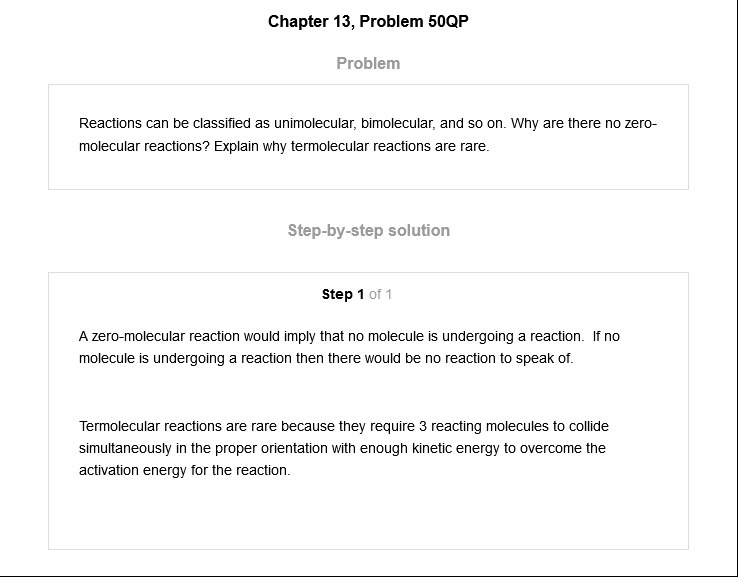 Chapter 13, Problem 50QP
Problem
Reactions can be classified as unimolecular, bimolecular, and so on. Why are there no zero-
molecular reactions? Explain why termolecular reactions are rare.
Step-by-step solution
Step 1 of 1
A zero-molecular reaction would imply that no molecule is undergoing a reaction.  If no
molecule is undergoing a reaction then there would be no reaction to speak of.
Termolecular reactions are rare because they require 3 reacting molecules to collide
simultaneously in the proper orientation with enough kinetic energy to overcome the
activation energy for the reaction.